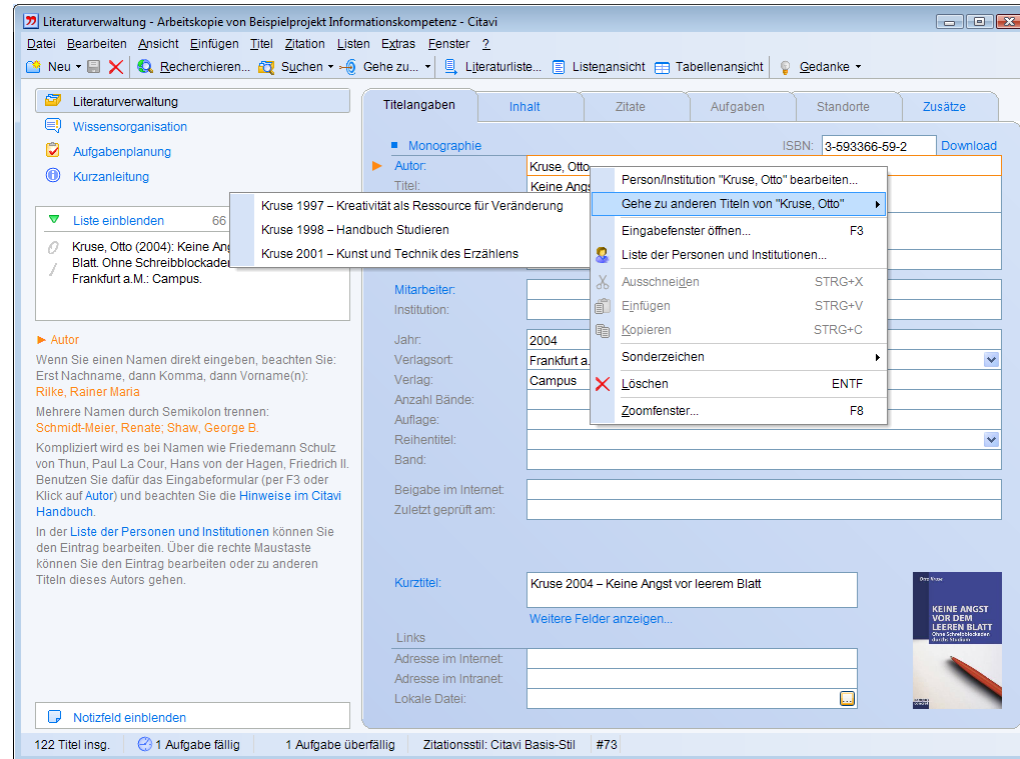 Literaturverwaltung - Arbeitskopie von Beispielprojekt Informationskompetenz - Citavi
Datei Bearbeiten Ansicht Einfügen Titel Zitation Listen Extras Fenster ?
Neu Recherchieren... Suchen Gehe zu... Literaturliste... Listenansicht Tabellenansicht Gedanke
Literaturverwaltung
Wissensorganisation
Aufgabenplanung
Kurzanleitung
Liste einblenden 66
Kruse, Otto (2004): Keine Ang
Blatt. Ohne Schreibblockaden
Frankfurt a.M.: Campus.
Autor
Wenn Sie einen Namen direkt eingeben, beachten Sie:
Erst Nachname, dann Komma, dann Vorname(n):
Rilke, Rainer Maria
Mehrere Namen durch Semikolon trennen:
Schmidt-Meier, Renate; Shaw, George B.
Kompliziert wird es bei Namen wie Friedemann Schulz
von Thun, Paul La Cour, Hans von der Hagen, Friedrich II.
Benutzen Sie dafür das Eingabeformular (per F3 oder
Klick auf Autor) und beachten Sie die Hinweise im Citavi
Handbuch.
In der Liste der Personen und Institutionen können Sie
den Eintrag bearbeiten. Über die rechte Maustaste
können Sie den Eintrag bearbeiten oder zu anderen
Titeln dieses Autors gehen.
Notizfeld einblenden
Titelangaben Inhalt Zitate Aufgaben Standorte Zusätze
Monographie ISBN: 3-593366-59-2 Download
Autor: Kruse, Otto
Titel: Keine Angs
Mitarbeiter:
Institution:
Jahr: 2004
Verlagsort: Frankfurt a.
Verlag: Campus
Anzahl Bände:
Auflage:
Reihentitel:
Band:
Beigabe im Internet:
Zuletzt geprüft am:
Kurztitel: Kruse 2004 – Keine Angst vor leerem Blatt
Weitere Felder anzeigen...
Links
Adresse im Internet:
Adresse im Intranet:
Lokale Datei:
Person/Institution "Kruse, Otto" bearbeiten...
Gehe zu anderen Titeln von "Kruse, Otto"
Eingabefenster öffnen... F3
Liste der Personen und Institutionen...
Ausschneiden STRG+X
Einfügen STRG+V
Kopieren STRG+C
Sonderzeichen
Löschen ENTF
Zoomfenster... F8
Kruse 1997 – Kreativität als Ressource für Veränderung
Kruse 1998 – Handbuch Studieren
Kruse 2001 – Kunst und Technik des Erzählens
Otto Kruse
KEINE ANGST
VOR DEM
LEEREN BLATT
Ohne Schreibblockaden
durchs Studium
122 Titel insg. 1 Aufgabe fällig 1 Aufgabe überfällig Zitationsstil: Citavi Basis-Stil #73